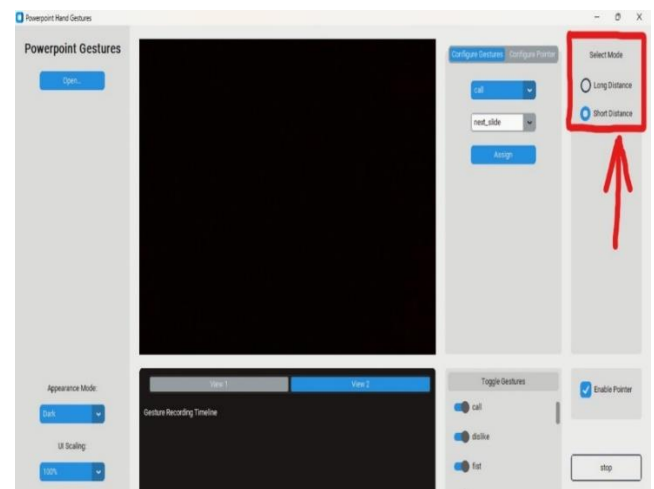 Powerpoint Hand Gestures
Powerpoint Gestures
Open...
Appearance Mode:
Dark
UI Scaling:
100%
View 1
View 2
Gesture Recording Timeline
Configure Gestures
Configure Pointer
call
next_slide
Assign
Toggle Gestures
call
dislike
fist
Select Mode
Long Distance
Short Distance
Enable Pointer
stop